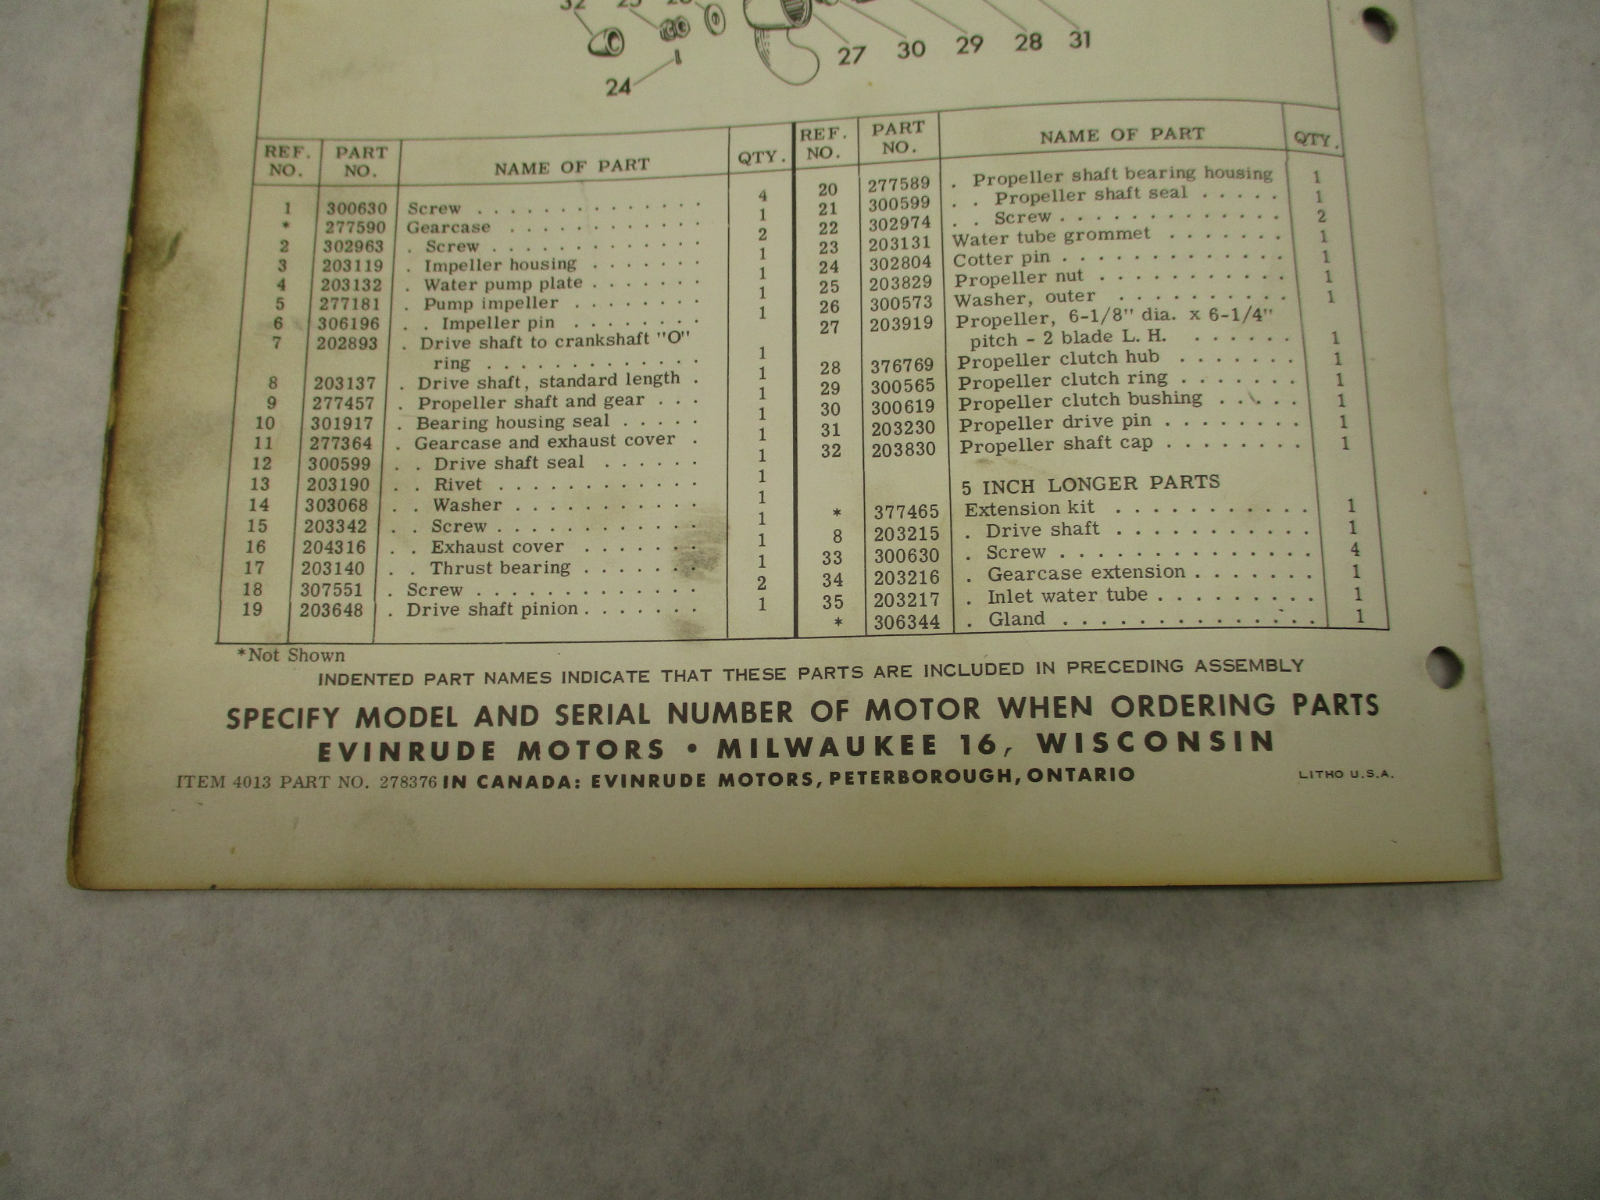 32 25
27 30 29 28 31
24
REF. NO. PART NO. NAME OF PART QTY.
1 300630 Screw . . . . . . . . . . . . . . 4
* 277590 Gearcase . . . . . . . . . . . . 1
2 302963 . Screw . . . . . . . . . . . . . 2
3 203119 . Impeller housing . . . . . . . 1
4 203132 . Water pump plate . . . . . . . 1
5 277181 . Pump impeller . . . . . . . . 1
6 306196 . . Impeller pin . . . . . . . . 1
7 202893 . Drive shaft to crankshaft "O"
ring . . . . . . . . . . . . 1
8 203137 . Drive shaft, standard length . 1
9 277457 . Propeller shaft and gear . . . 1
10 301917 . Bearing housing seal . . . . . 1
11 277364 . Gearcase and exhaust cover . 1
12 300599 . . Drive shaft seal . . . . . . 1
13 203190 . . Rivet . . . . . . . . . . . . 1
14 303068 . . Washer . . . . . . . . . . . 1
15 203342 . . Screw . . . . . . . . . . . . 1
16 204316 . . Exhaust cover . . . . . . . 1
17 203140 . . Thrust bearing . . . . . . . 1
18 307551 . Screw . . . . . . . . . . . . . 2
19 203648 . Drive shaft pinion . . . . . . . 1
REF. NO. PART NO. NAME OF PART QTY.
20 277589 . Propeller shaft bearing housing 1
21 300599 . . Propeller shaft seal . . . . . 1
22 302974 . . Screw . . . . . . . . . . . . 2
23 203131 Water tube grommet . . . . . . . 1
24 302804 Cotter pin . . . . . . . . . . . . 1
25 203829 Propeller nut . . . . . . . . . . . 1
26 300573 Washer, outer . . . . . . . . . . 1
27 203919 Propeller, 6-1/8" dia. x 6-1/4"
pitch - 2 blade L. H. . . . . . . 1
28 376769 Propeller clutch hub . . . . . . . 1
29 300565 Propeller clutch ring . . . . . . . 1
30 300619 Propeller clutch bushing . . . . . 1
31 203230 Propeller drive pin . . . . . . . . 1
32 203830 Propeller shaft cap . . . . . . . . 1
5 INCH LONGER PARTS
* 377465 Extension kit . . . . . . . . . . . 1
8 203215 . Drive shaft . . . . . . . . . . . 1
33 300630 . Screw . . . . . . . . . . . . . . 4
34 203216 . Gearcase extension . . . . . . . 1
35 203217 . Inlet water tube . . . . . . . . . 1
* 306344 . Gland . . . . . . . . . . . . . . 1
*Not Shown
INDENTED PART NAMES INDICATE THAT THESE PARTS ARE INCLUDED IN PRECEDING ASSEMBLY
SPECIFY MODEL AND SERIAL NUMBER OF MOTOR WHEN ORDERING PARTS
EVINRUDE MOTORS • MILWAUKEE 16, WISCONSIN
ITEM 4013 PART NO. 278376 IN CANADA: EVINRUDE MOTORS, PETERBOROUGH, ONTARIO LITHO U.S.A.